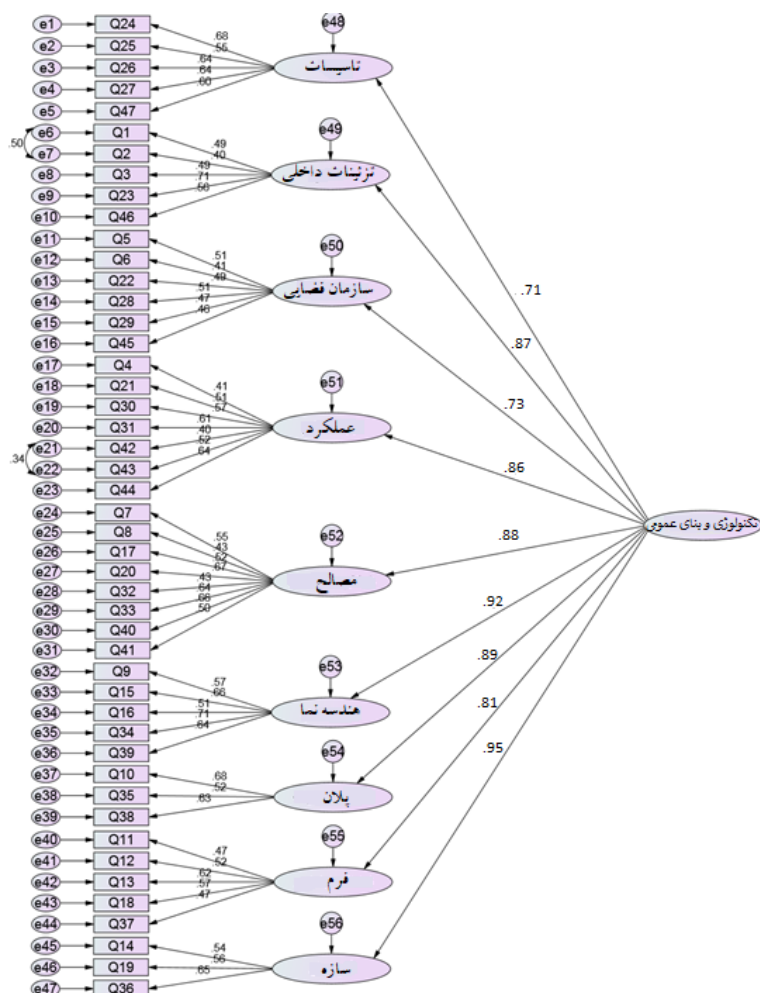 e1 Q24
e2 Q25
e3 Q26
e4 Q27
e5 Q47
.68
.55
.64
.64
.60
e48
تاسیسات
.71
.50
e6 Q1
e7 Q2
e8 Q3
e9 Q23
e10 Q46
.49
.40
.49
.71
.56
e49
تزئینات داخلی
.87
e11 Q5
e12 Q6
e13 Q22
e14 Q28
e15 Q29
e16 Q45
.51
.41
.49
.51
.47
.46
e50
سازمان فضایی
.73
e17 Q4
e18 Q21
e19 Q30
e20 Q31
e21 Q42
e22 Q43
e23 Q44
.34
.41
.51
.57
.61
.40
.52
.64
e51
عملکرد
.86
تکنولوژی و بنای عمومی
e24 Q7
e25 Q8
e26 Q17
e27 Q20
e28 Q32
e29 Q33
e30 Q40
e31 Q41
.55
.43
.52
.67
.43
.64
.66
.50
e52
مصالح
.88
e32 Q9
e33 Q15
e34 Q16
e35 Q34
e36 Q39
.57
.66
.51
.71
.64
e53
هندسه نما
.92
e37 Q10
e38 Q35
e39 Q38
.68
.52
.63
e54
پلان
.89
e40 Q11
e41 Q12
e42 Q13
e43 Q18
e44 Q37
.47
.52
.62
.57
.47
e55
فرم
.81
e45 Q14
e46 Q19
e47 Q36
.54
.56
.65
e56
سازه
.95